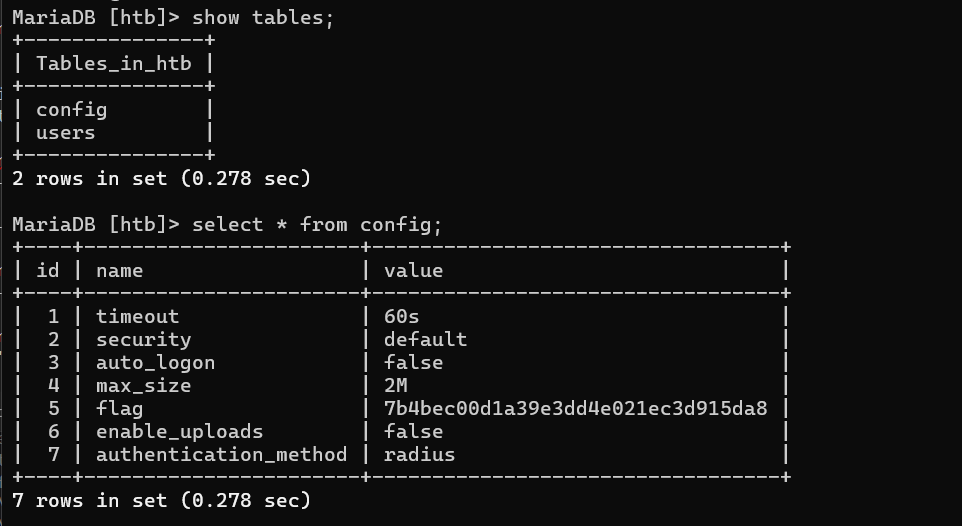 MariaDB [htb]> show tables;
+---------------+
| Tables_in_htb |
+---------------+
| config        |
| users         |
+---------------+
2 rows in set (0.278 sec)

MariaDB [htb]> select * from config;
+----+-----------------------+----------------------------------+
| id | name                  | value                            |
+----+-----------------------+----------------------------------+
|  1 | timeout               | 60s                              |
|  2 | security              | default                          |
|  3 | auto_logon            | false                            |
|  4 | max_size              | 2M                               |
|  5 | flag                  | 7b4bec00d1a39e3dd4e021ec3d915da8 |
|  6 | enable_uploads        | false                            |
|  7 | authentication_method | radius                           |
+----+-----------------------+----------------------------------+
7 rows in set (0.278 sec)